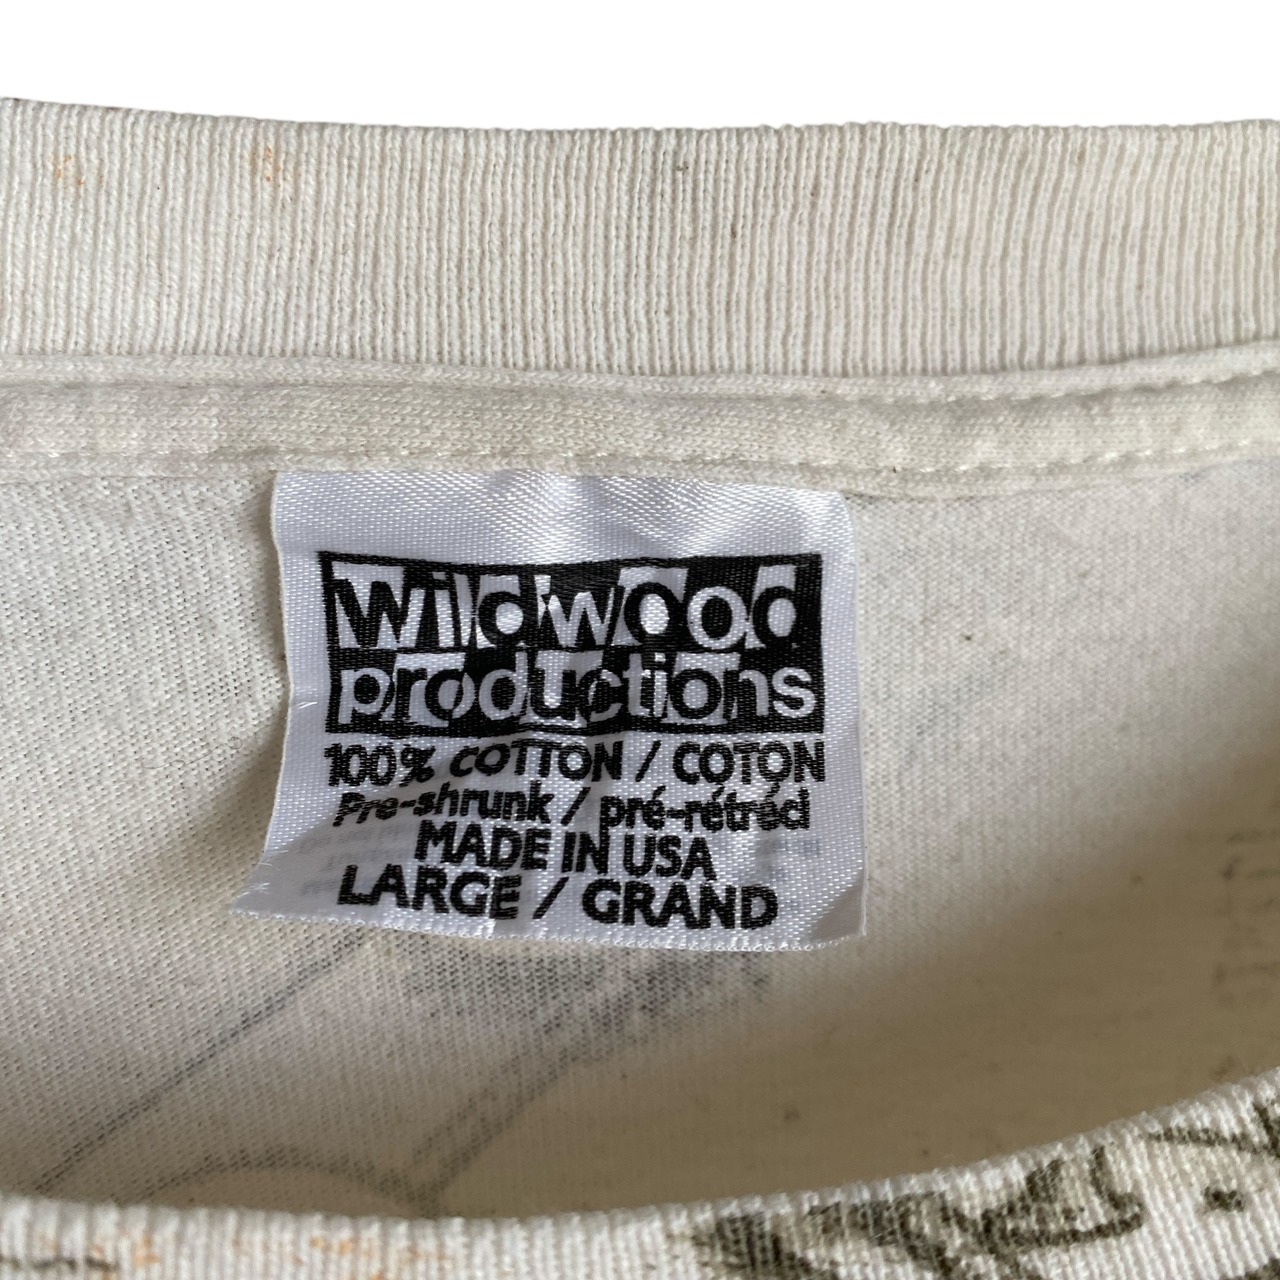 Wildwood
productions
100% COTTON / COTON
Pre-shrunk / pré-rétréci
MADE IN USA
LARGE / GRAND